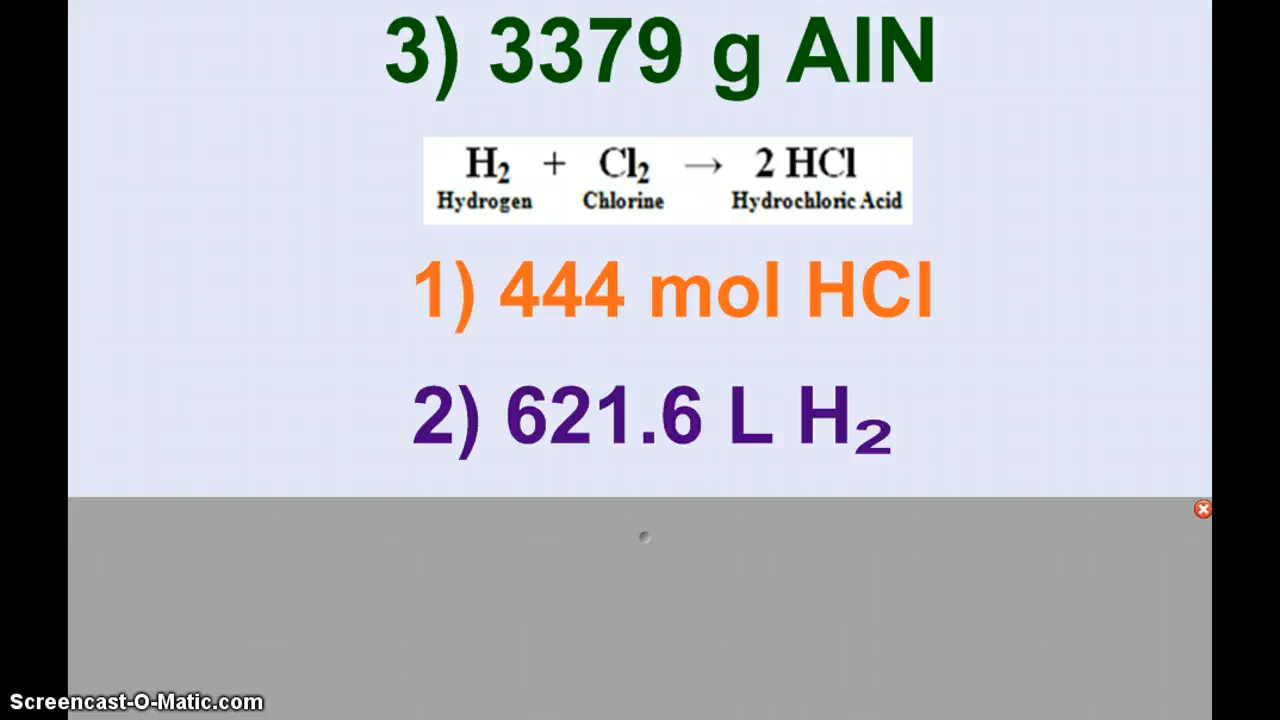 3) 3379 g AlN
H₂ + Cl₂ → 2 HCl
Hydrogen Chlorine Hydrochloric Acid
1) 444 mol HCl
2) 621.6 L H₂
Screencast-O-Matic.com